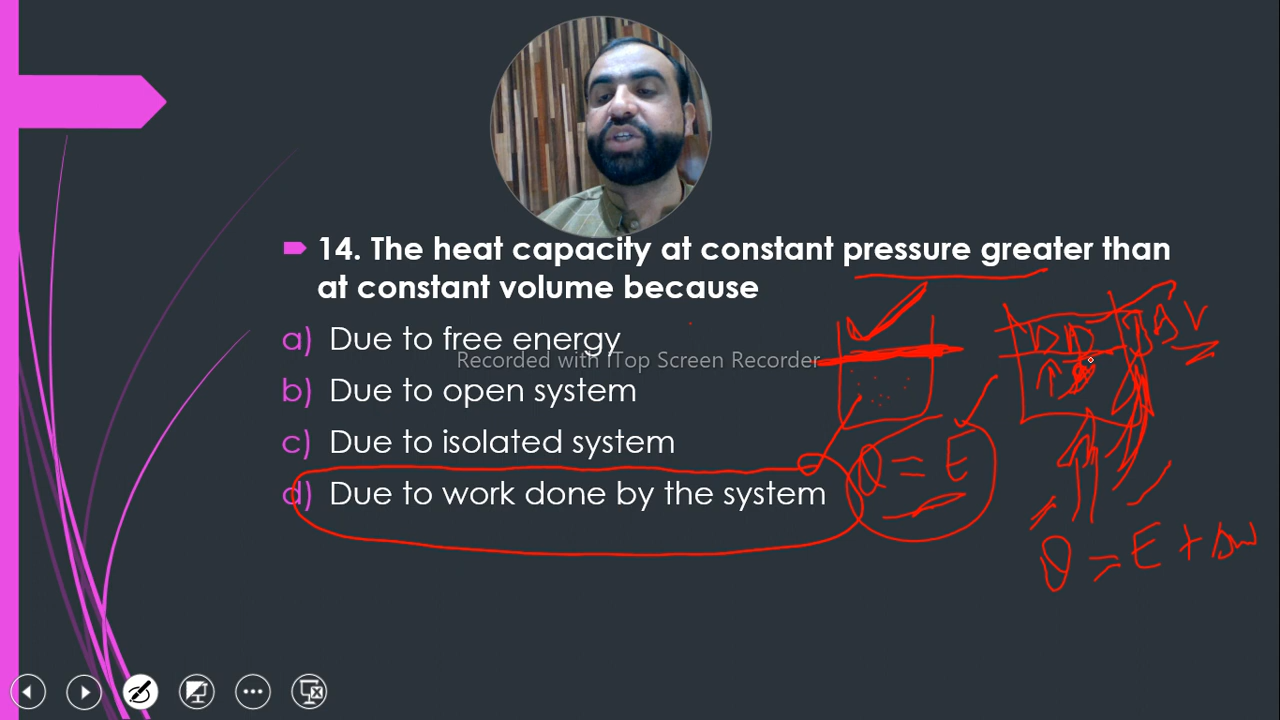 14. The heat capacity at constant pressure greater than
at constant volume because
a) Due to free energy
Recorded with iTop Screen Recorder
b) Due to open system
c) Due to isolated system
d) Due to work done by the system
Q = E
Δ V
Q = E + Δw